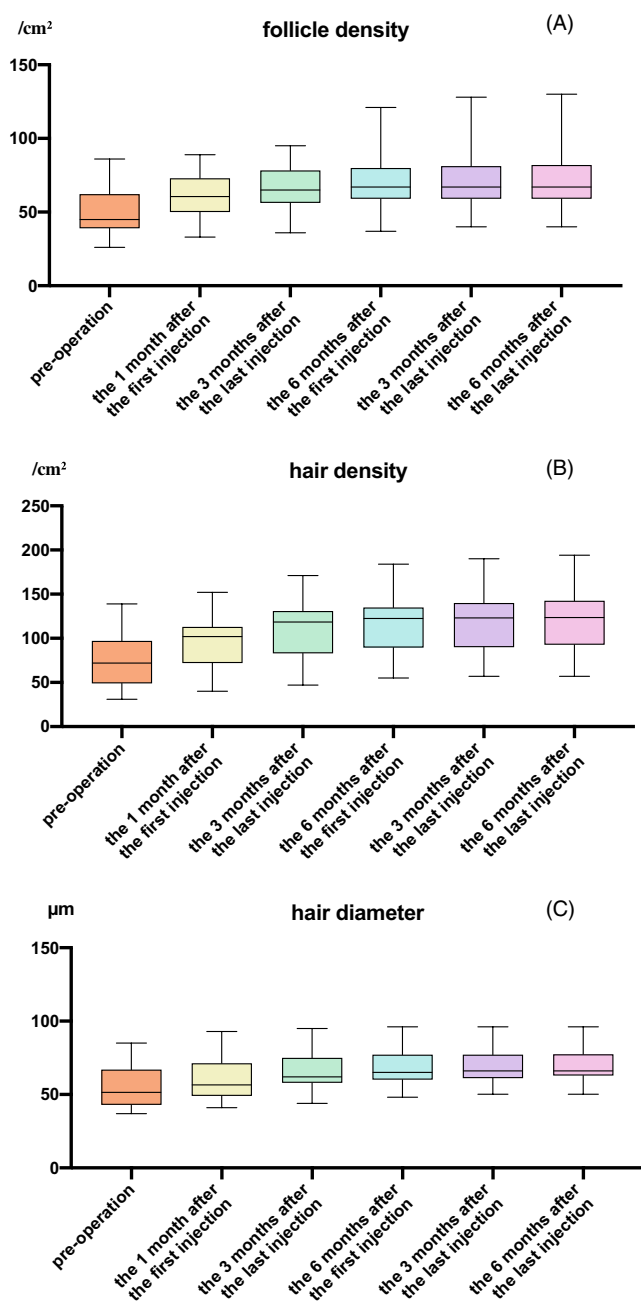 /cm²
follicle density
(A)
150
100
50
0
pre-operation
the 1 month after
the first injection
the 3 months after
the last injection
the 6 months after
the first injection
the 3 months after
the last injection
the 6 months after
the last injection
/cm²
hair density
(B)
250
200
150
100
50
0
pre-operation
the 1 month after
the first injection
the 3 months after
the last injection
the 6 months after
the first injection
the 3 months after
the last injection
the 6 months after
the last injection
µm
hair diameter
(C)
150
100
50
0
pre-operation
the 1 month after
the first injection
the 3 months after
the last injection
the 6 months after
the first injection
the 3 months after
the last injection
the 6 months after
the last injection